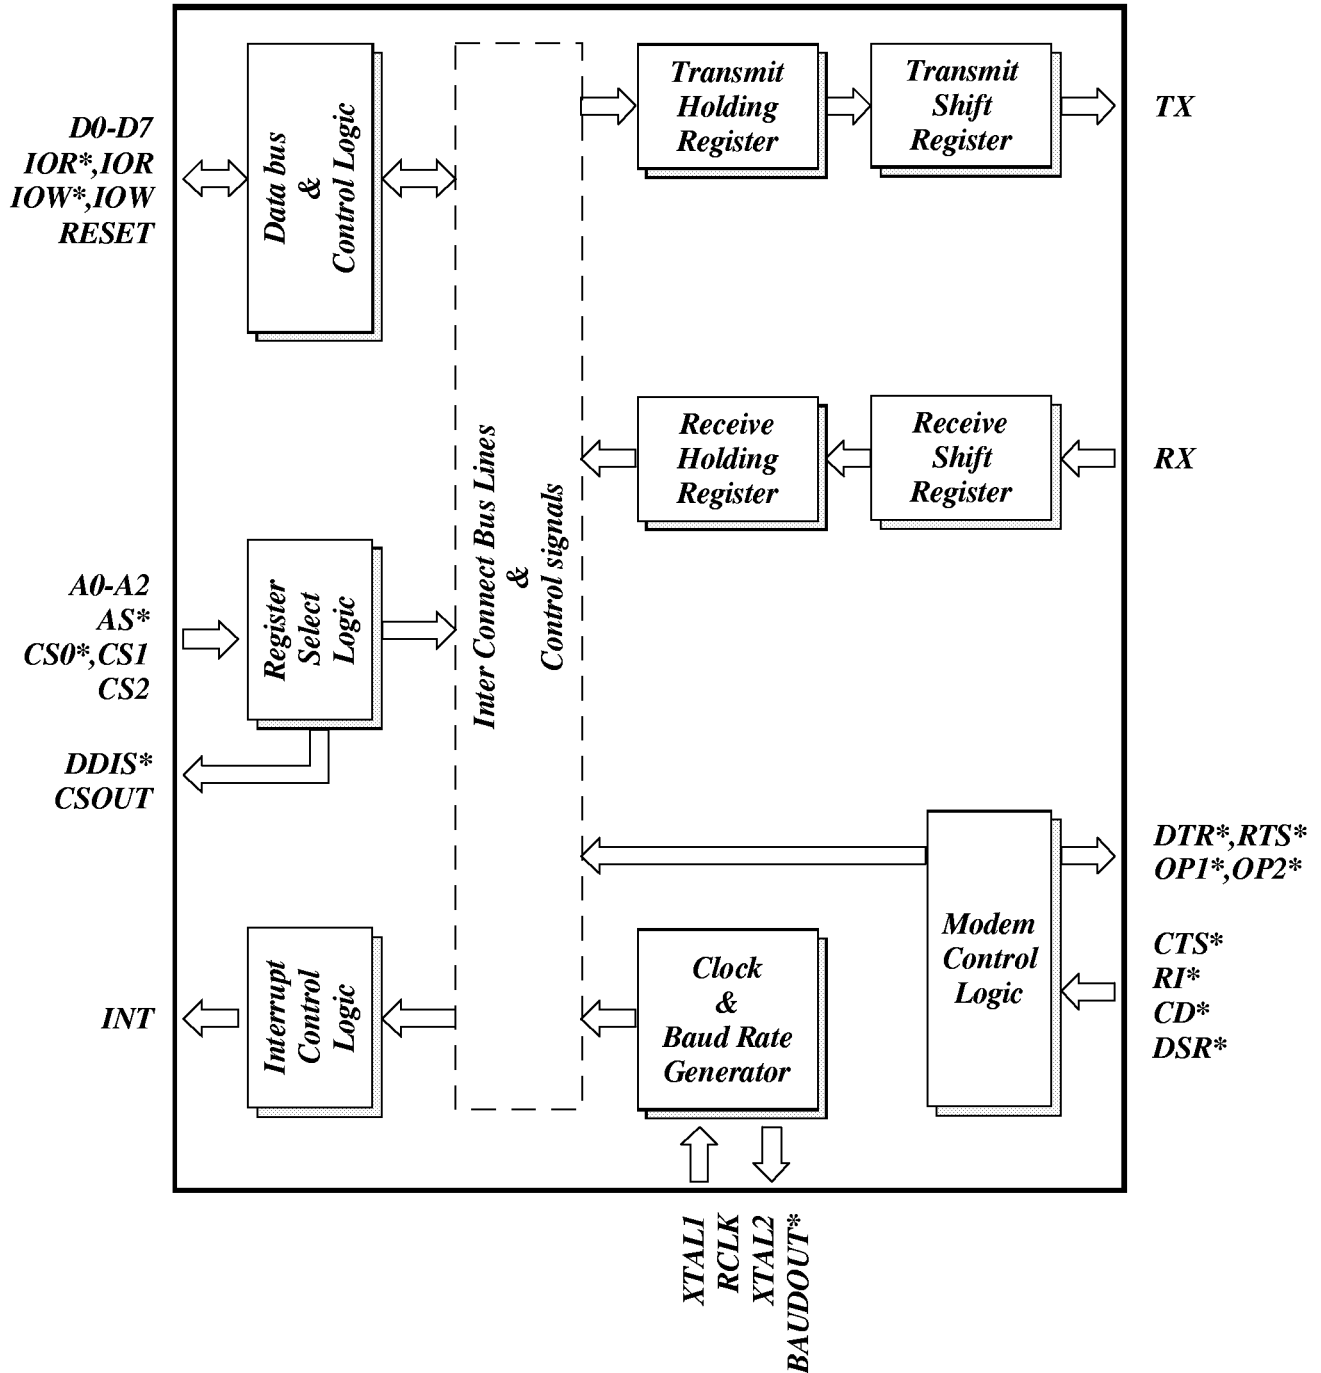 D0-D7
IOR*,IOR
IOW*,IOW
RESET
Data bus
&
Control Logic
Transmit
Holding
Register
Transmit
Shift
Register
TX
Receive
Holding
Register
Receive
Shift
Register
RX
Inter Connect Bus Lines
&
Control signals
A0-A2
AS*
CS0*,CS1
CS2
Register
Select
Logic
DDIS*
CSOUT
DTR*,RTS*
OP1*,OP2*
Modem
Control
Logic
CTS*
RI*
CD*
DSR*
INT
Interrupt
Control
Logic
Clock
&
Baud Rate
Generator
XTAL1
RCLK
XTAL2
BAUDOUT*